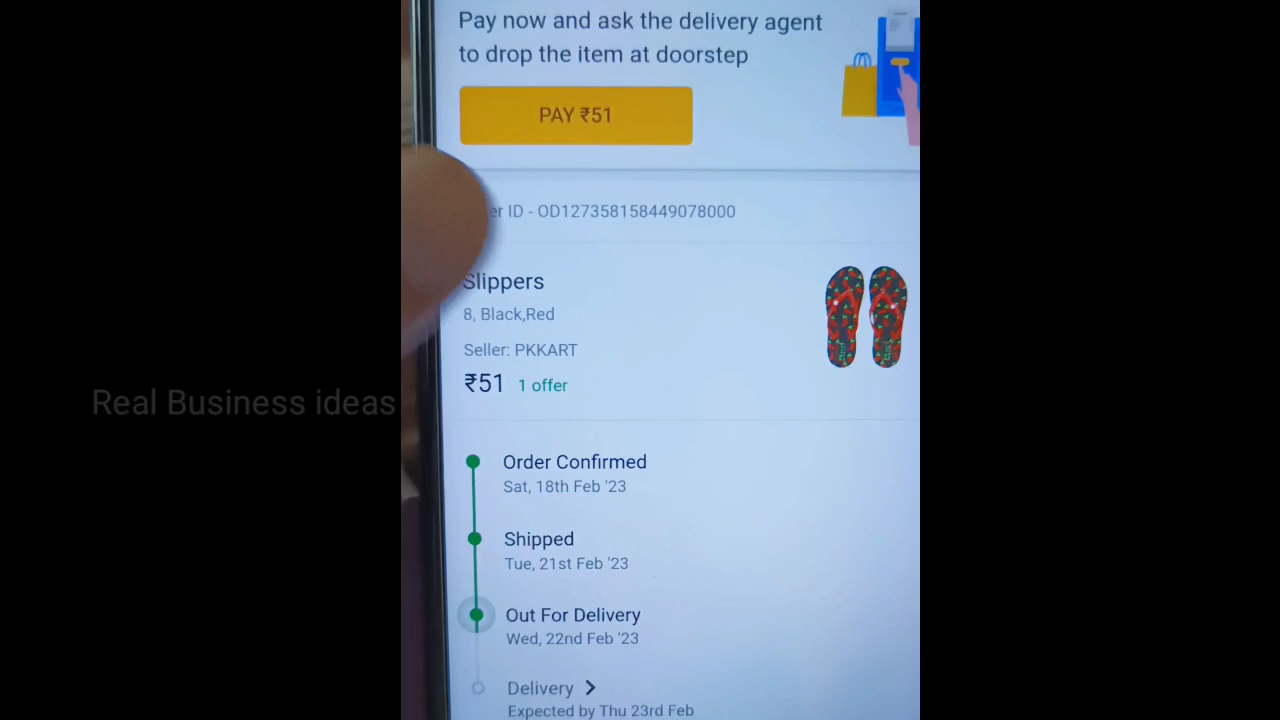 Pay now and ask the delivery agent
to drop the item at doorstep
PAY ₹51
er ID - OD127358158449078000
Slippers
8, Black,Red
Seller: PKKART
₹51 1 offer
Real Business ideas
Order Confirmed
Sat, 18th Feb '23
Shipped
Tue, 21st Feb '23
Out For Delivery
Wed, 22nd Feb '23
Delivery
Expected by Thu 23rd Feb